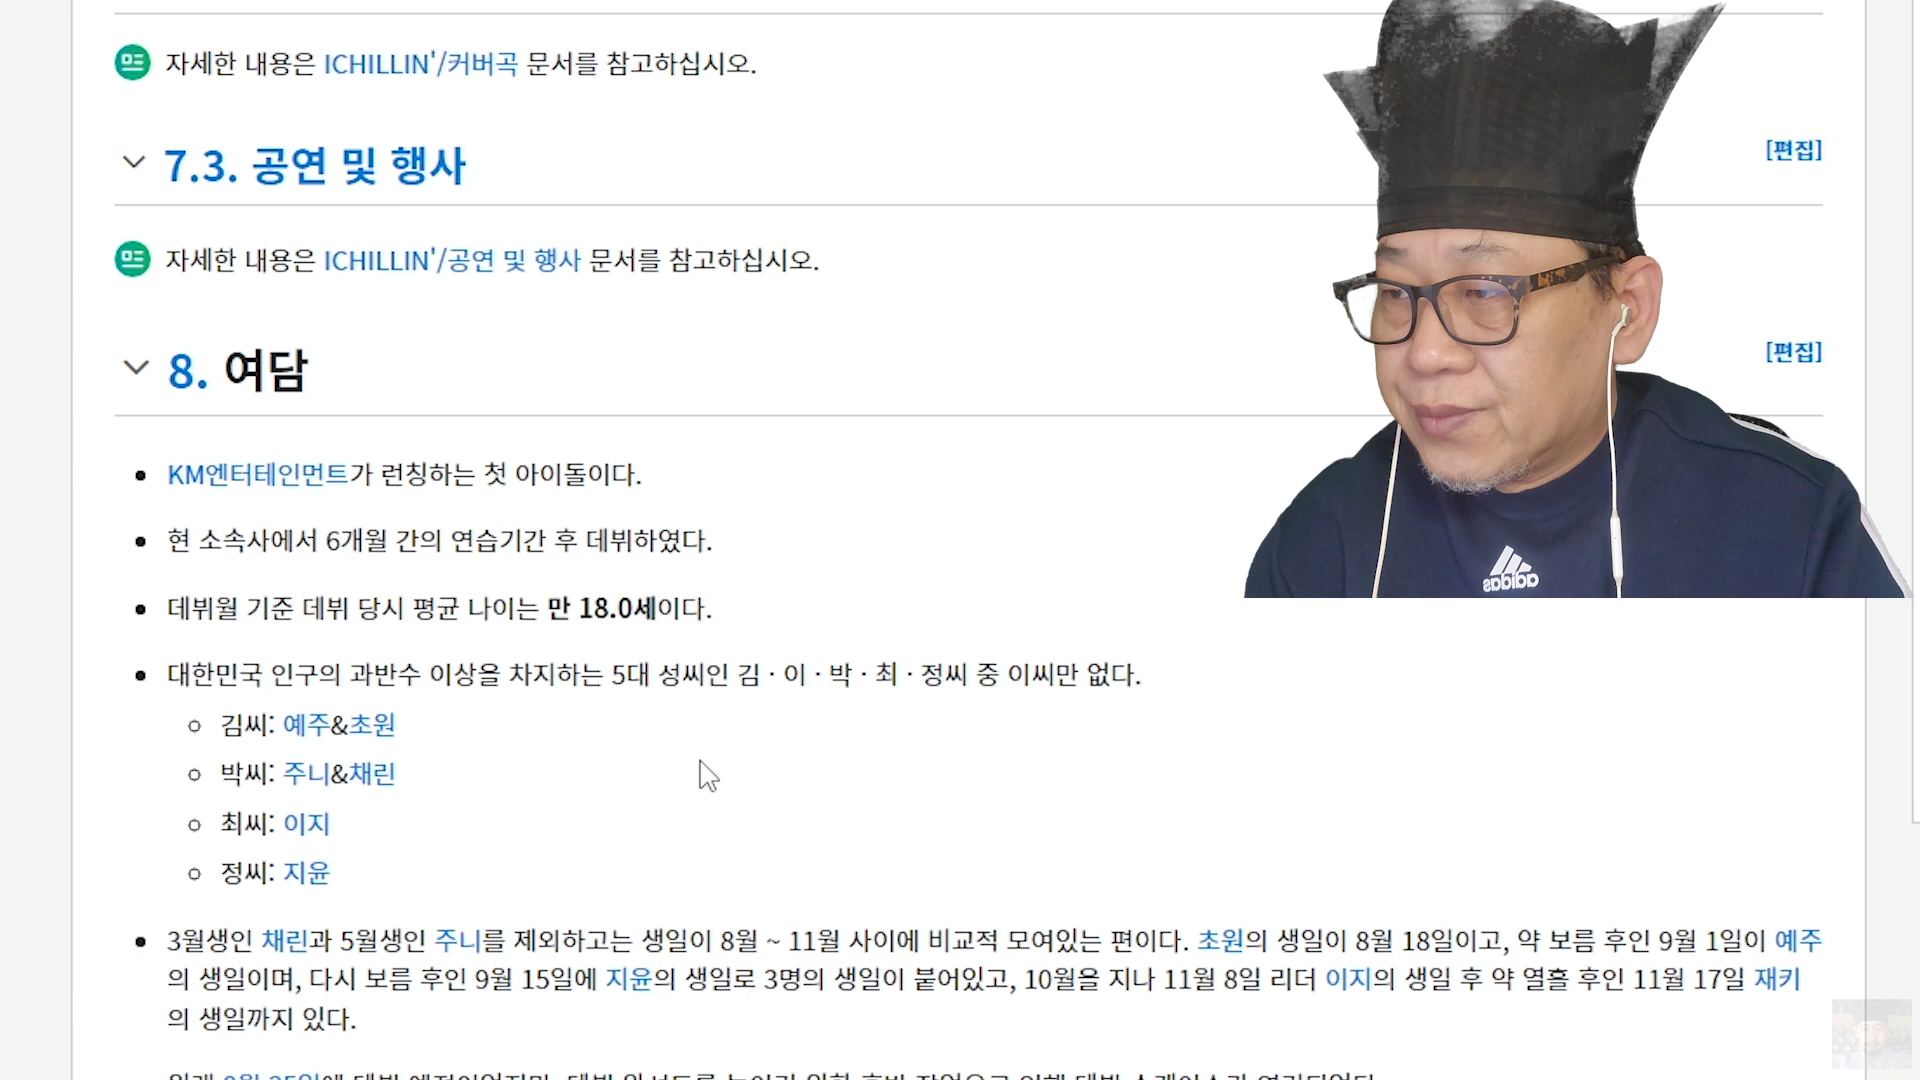 자세한 내용은 ICHILLIN'/커버곡 문서를 참고하십시오.
7.3. 공연 및 행사
[편집]
자세한 내용은 ICHILLIN'/공연 및 행사 문서를 참고하십시오.
8. 여담
[편집]
KM엔터테인먼트가 런칭하는 첫 아이돌이다.
현 소속사에서 6개월 간의 연습기간 후 데뷔하였다.
데뷔월 기준 데뷔 당시 평균 나이는 만 18.0세이다.
대한민국 인구의 과반수 이상을 차지하는 5대 성씨인 김 · 이 · 박 · 최 · 정씨 중 이씨만 없다.
김씨: 예주&초원
박씨: 주니&채린
최씨: 이지
정씨: 지윤
3월생인 채린과 5월생인 주니를 제외하고는 생일이 8월 ~ 11월 사이에 비교적 모여있는 편이다. 초원의 생일이 8월 18일이고, 약 보름 후인 9월 1일이 예주
의 생일이며, 다시 보름 후인 9월 15일에 지윤의 생일로 3명의 생일이 붙어있고, 10월을 지나 11월 8일 리더 이지의 생일 후 약 열흘 후인 11월 17일 재키
의 생일까지 있다.
adidas